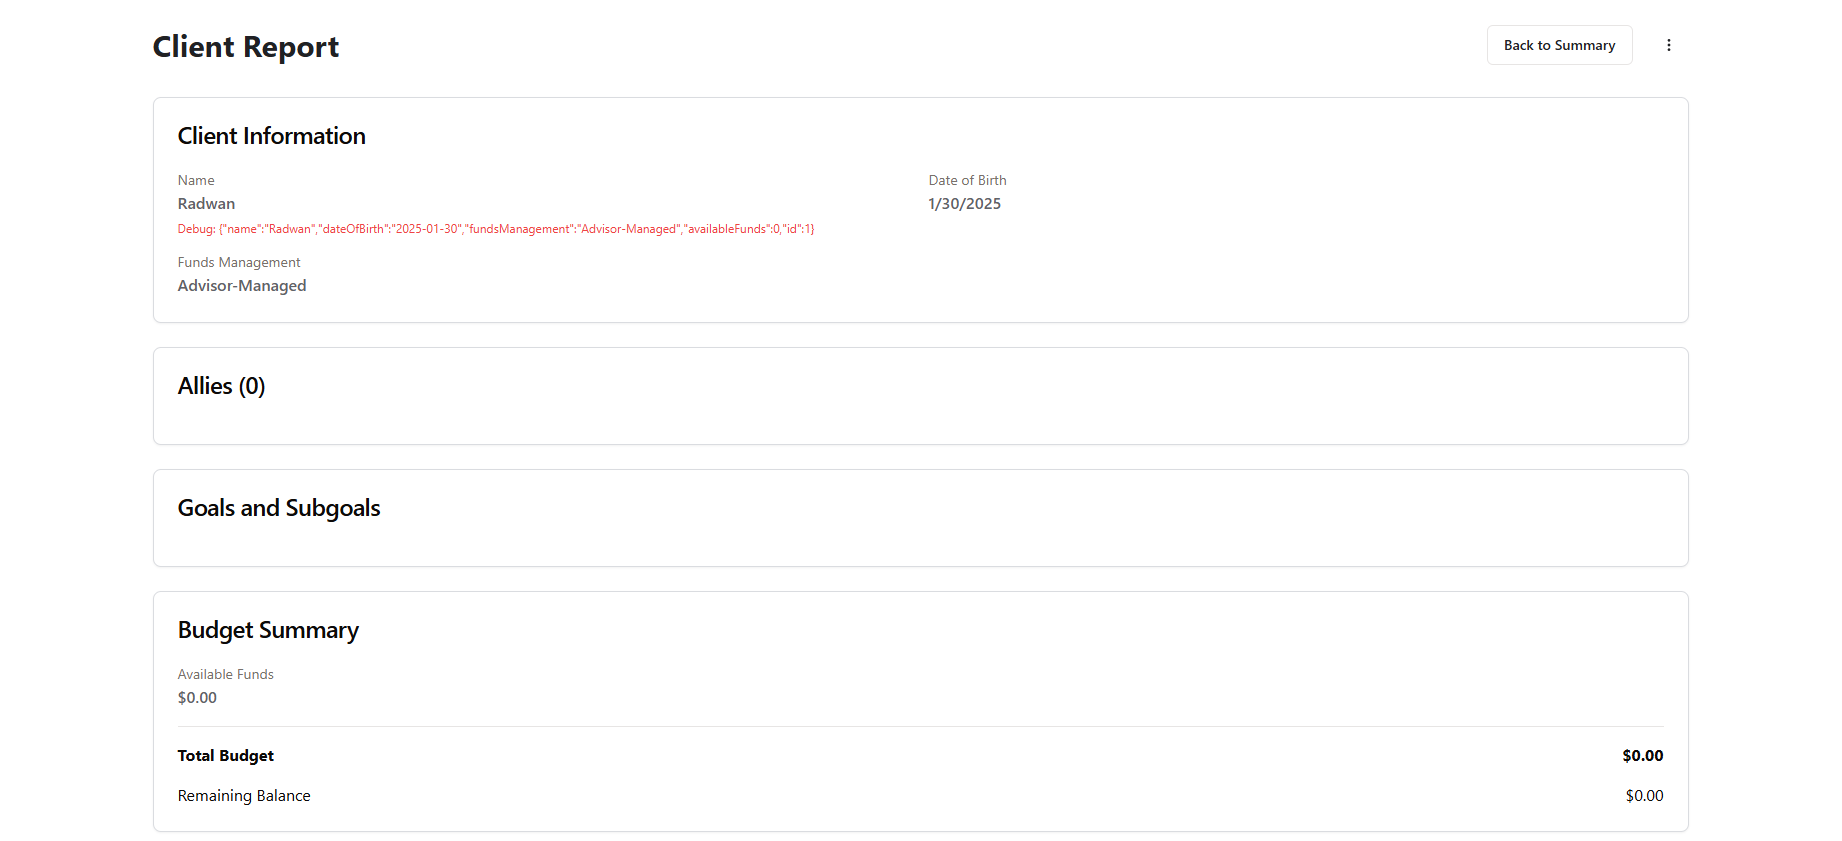 Client Report
Back to Summary
Client Information
Name
Date of Birth
Radwan
1/30/2025
Debug: {"name":"Radwan","dateOfBirth":"2025-01-30","fundsManagement":"Advisor-Managed","availableFunds":0,"id":1}
Funds Management
Advisor-Managed
Allies (0)
Goals and Subgoals
Budget Summary
Available Funds
$0.00
Total Budget $0.00
Remaining Balance $0.00